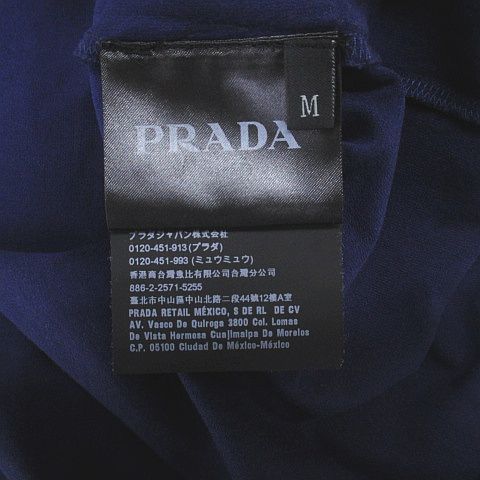 M
PRADA
プラダジャパン株式会社
0120-451-913 (プラダ)
0120-451-993 (ミュウミュウ)
香港商台灣繆比有限公司台灣分公司
886-2-2571-5255
臺北市中山區中山北路二段44號12樓A室
PRADA RETAIL MÉXICO, S DE RL DE CV
AV. Vasco De Quiroga 3800 Col. Lomas
De Vista Hermosa Cuajimalpa De Morelos
C.P. 05100 Ciudad De México-México